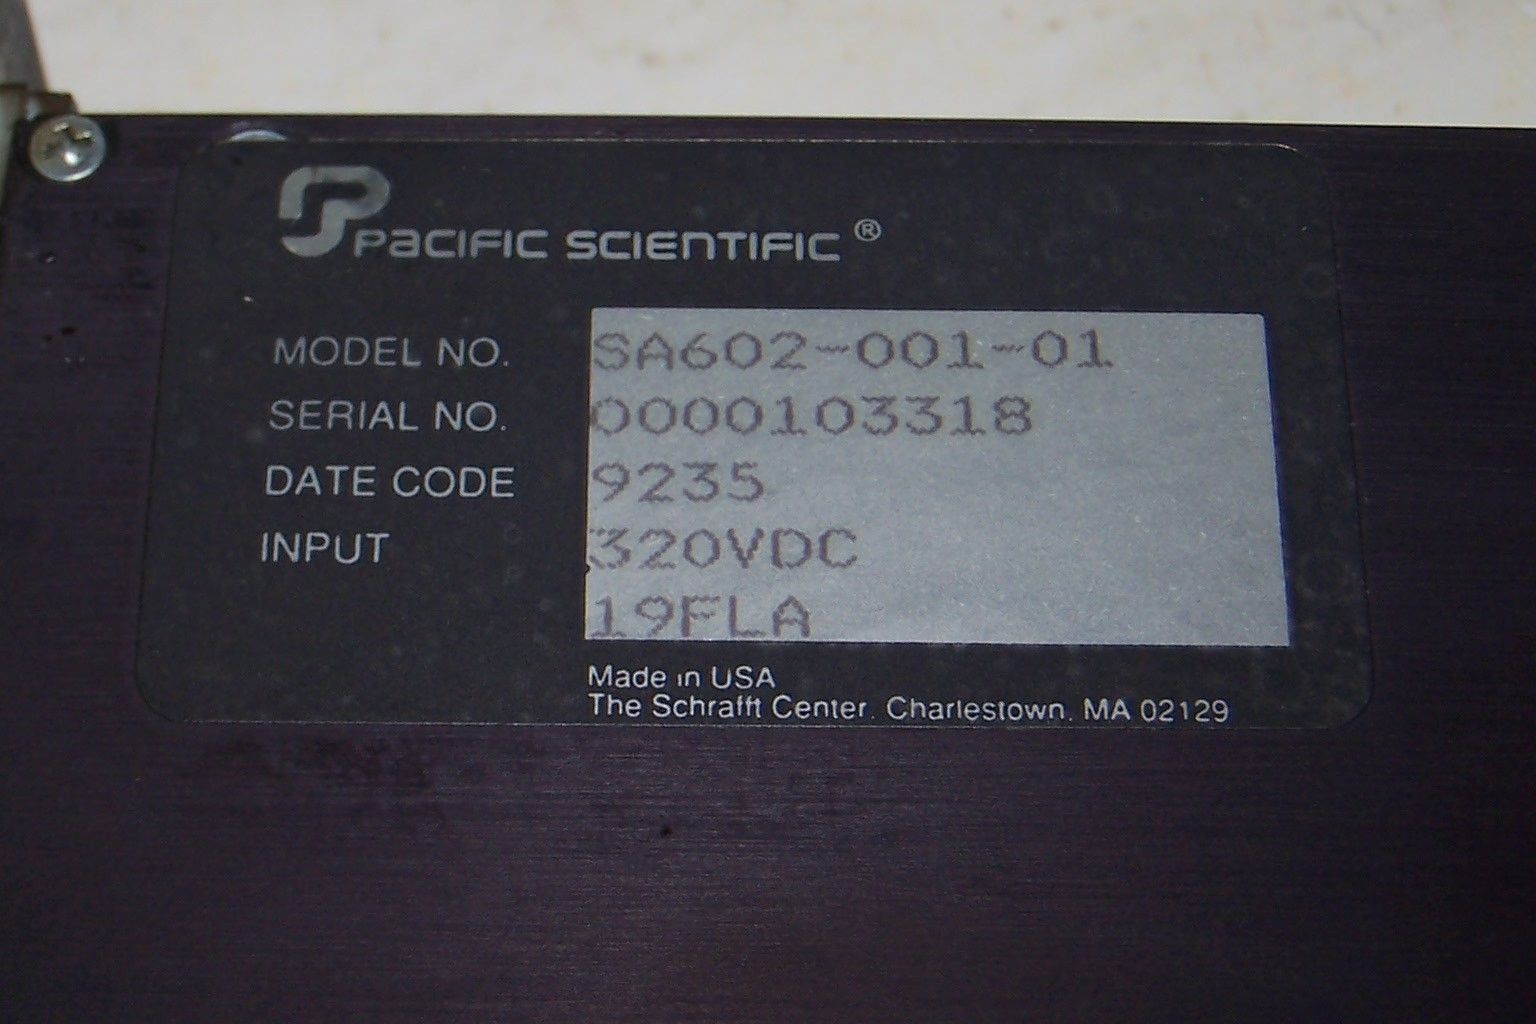 PACIFIC SCIENTIFIC ®
MODEL NO. SA602-001-01
SERIAL NO. 0000103318
DATE CODE 9235
INPUT 320VDC
19FLA
Made in USA
The Schrafft Center, Charlestown, MA 02129